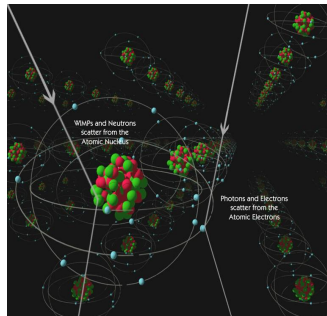 WIMPs and Neutrons
scatter from the
Atomic Nucleus
Photons and Electrons
scatter from the
Atomic Electrons